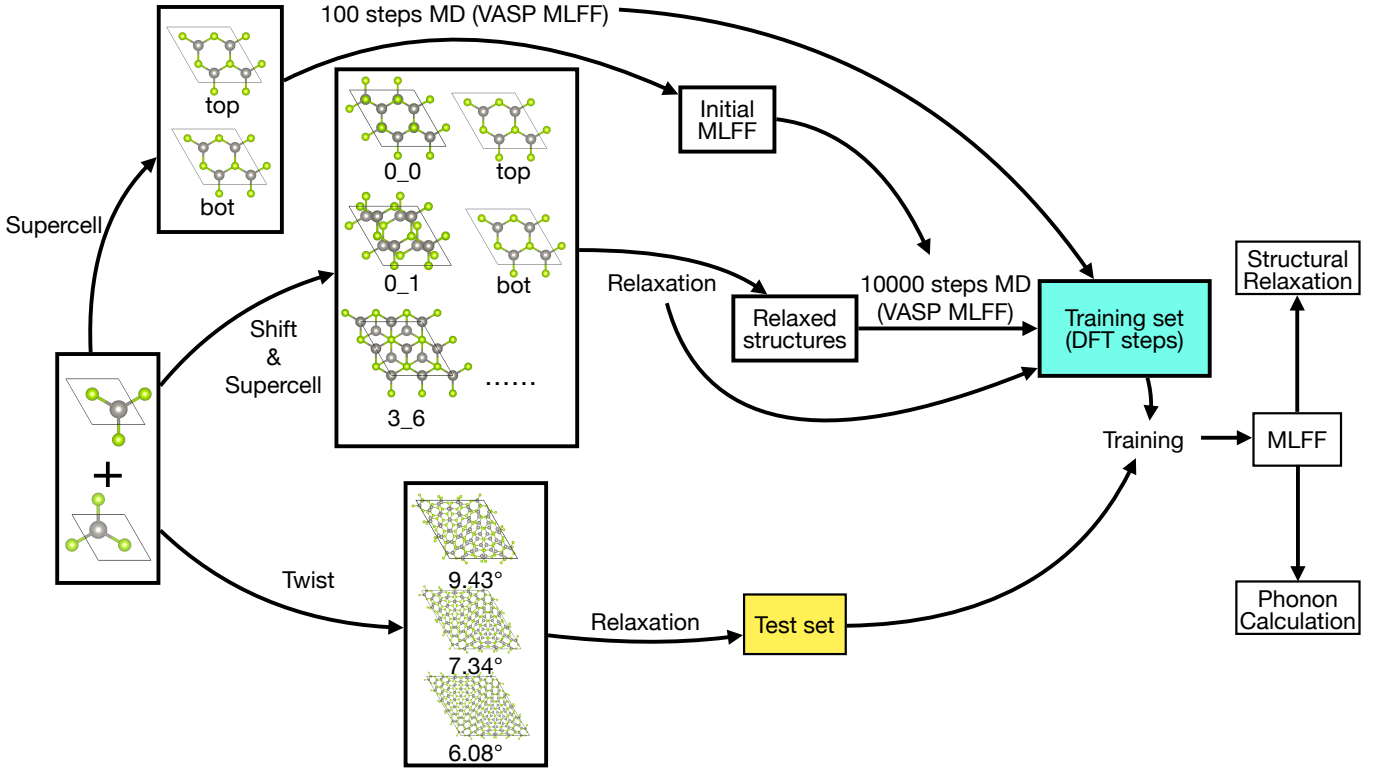 100 steps MD (VASP MLFF)
top
bot
Supercell
0_0
top
0_1
bot
3_6
......
Shift
&
Supercell
Initial
MLFF
Relaxation
Relaxed
structures
10000 steps MD
(VASP MLFF)
Training set
(DFT steps)
Structural
Relaxation
Training
MLFF
Phonon
Calculation
+
Twist
9.43°
7.34°
6.08°
Relaxation
Test set